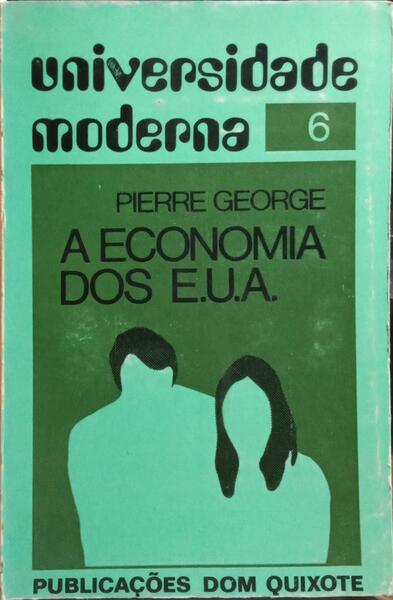 universidade
moderna 6
PIERRE GEORGE
A ECONOMIA
DOS E.U.A.
PUBLICAÇÕES DOM QUIXOTE